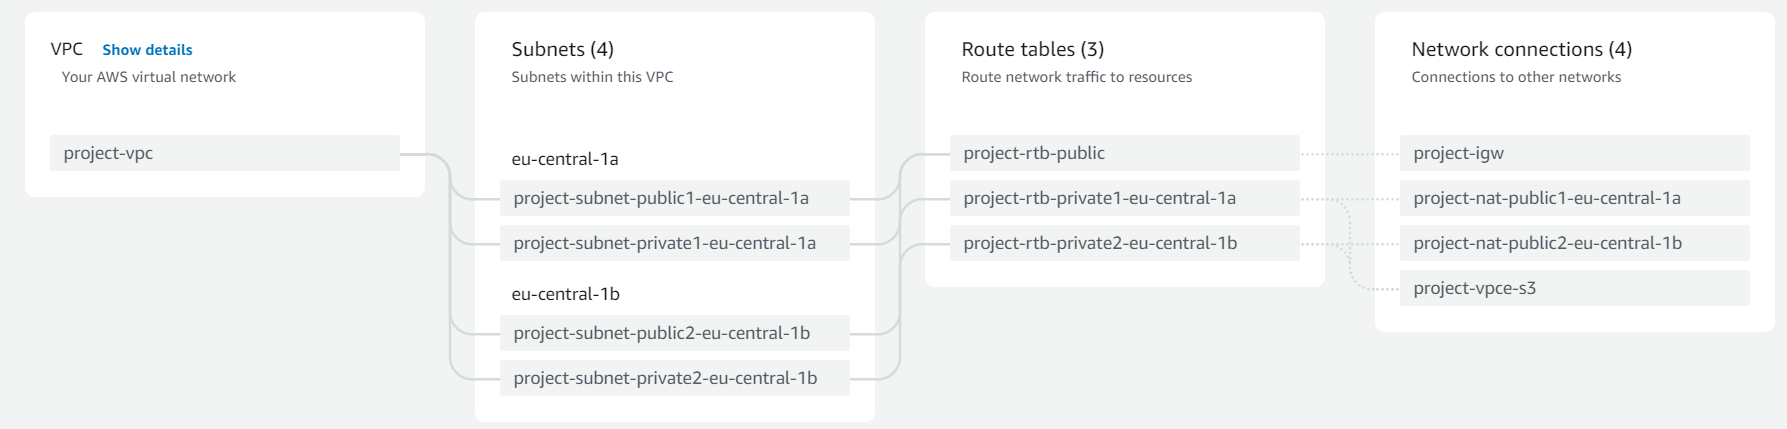 VPC Show details
Your AWS virtual network
project-vpc
Subnets (4)
Subnets within this VPC
eu-central-1a
project-subnet-public1-eu-central-1a
project-subnet-private1-eu-central-1a
eu-central-1b
project-subnet-public2-eu-central-1b
project-subnet-private2-eu-central-1b
Route tables (3)
Route network traffic to resources
project-rtb-public
project-rtb-private1-eu-central-1a
project-rtb-private2-eu-central-1b
Network connections (4)
Connections to other networks
project-igw
project-nat-public1-eu-central-1a
project-nat-public2-eu-central-1b
project-vpce-s3